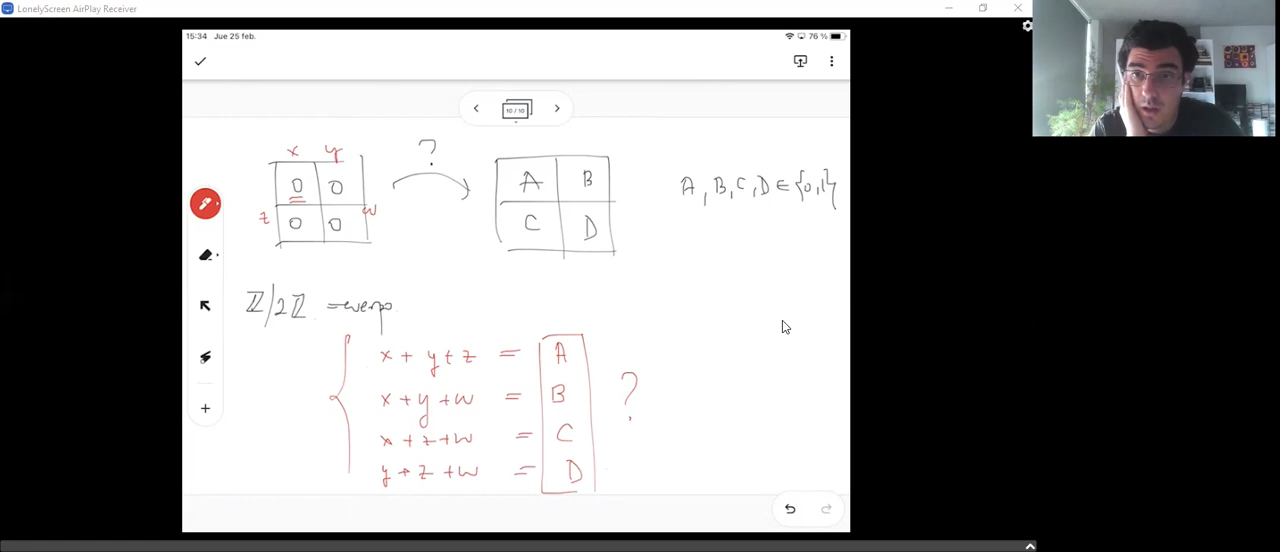 LonelyScreen AirPlay Receiver
15:34 Jue 25 feb.
76 %
10 / 10
x y
?
0 0
A B
A, B, C, D ∈ {0,1}
z
w
0 0
C D
ℤ/2ℤ = cuerpo
x + y + z = A
x + y + w = B
?
x + z + w = C
y + z + w = D